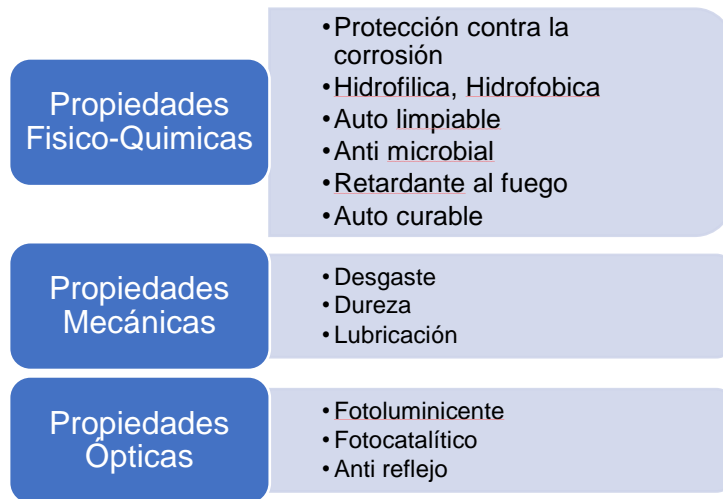 Propiedades
Fisico-Quimicas
•Protección contra la
corrosión
•Hidrofilica, Hidrofobica
•Auto limpiable
•Anti microbial
•Retardante al fuego
•Auto curable
Propiedades
Mecánicas
•Desgaste
•Dureza
•Lubricación
Propiedades
Ópticas
•Fotoluminicente
•Fotocatalítico
•Anti reflejo